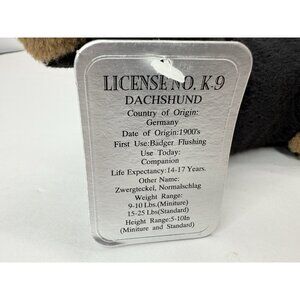 LICENSE NO. K-9
DACHSHUND
Country of Origin:
Germany
Date of Origin:1900's
First Use:Badger Flushing
Use Today:
Companion
Life Expectancy:14-17 Years.
Other Name:
Zwergteckel, Normalschlag
Weight Range:
9-10 Lbs.(Miniture)
15-25 Lbs(Standard)
Height Range:5-10In
(Miniture and Standard)